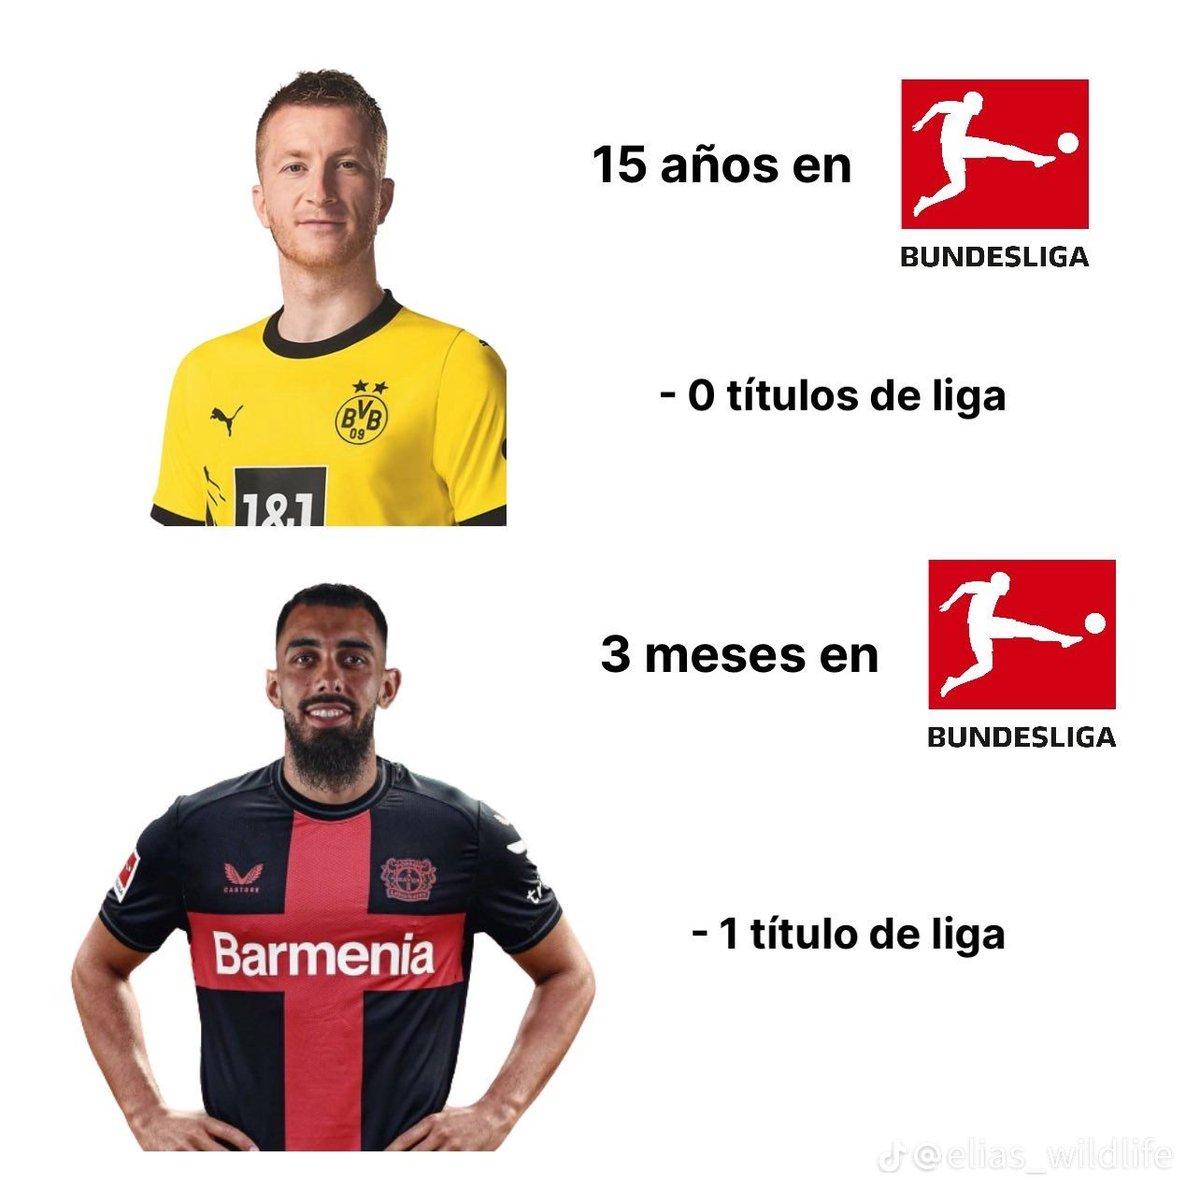 15 años en
BUNDESLIGA
- 0 títulos de liga
BVB
09
1&1
3 meses en
BUNDESLIGA
- 1 título de liga
CASTORE
Barmenia
@elias_wildlife